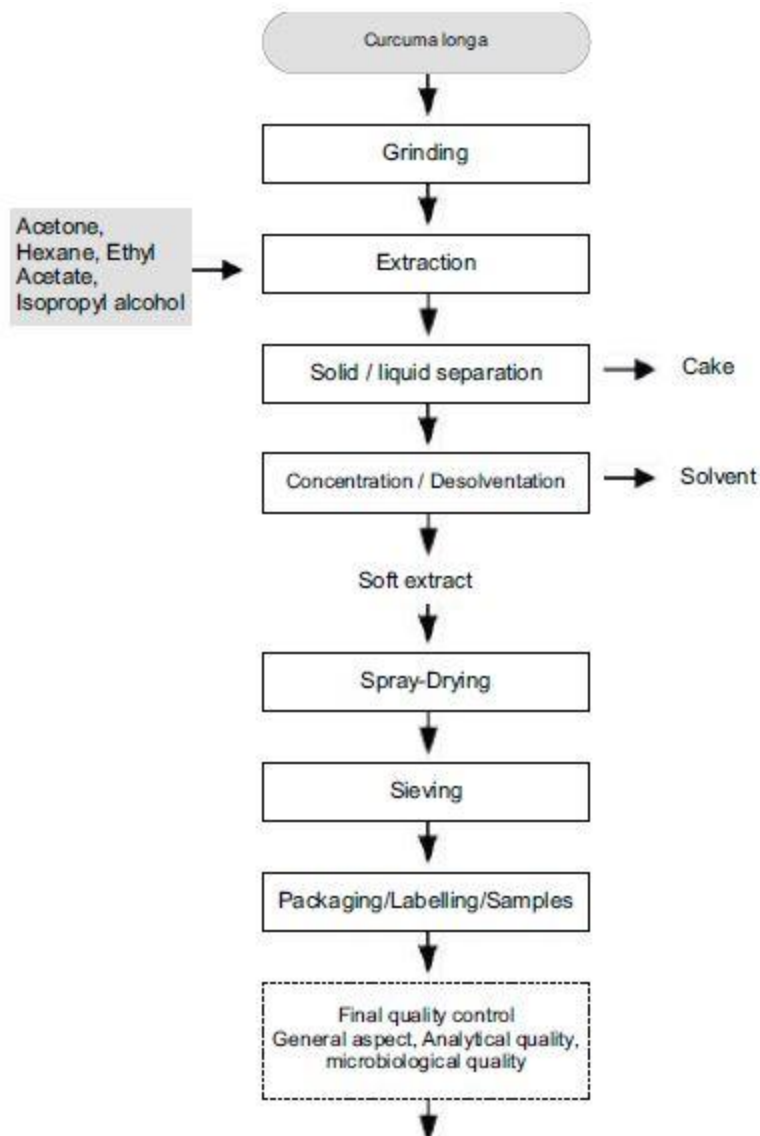 Curcuma longa
Grinding
Acetone,
Hexane, Ethyl
Acetate,
Isopropyl alcohol
Extraction
Solid / liquid separation
Cake
Concentration / Desolventation
Solvent
Soft extract
Spray-Drying
Sieving
Packaging/Labelling/Samples
Final quality control
General aspect, Analytical quality,
microbiological quality